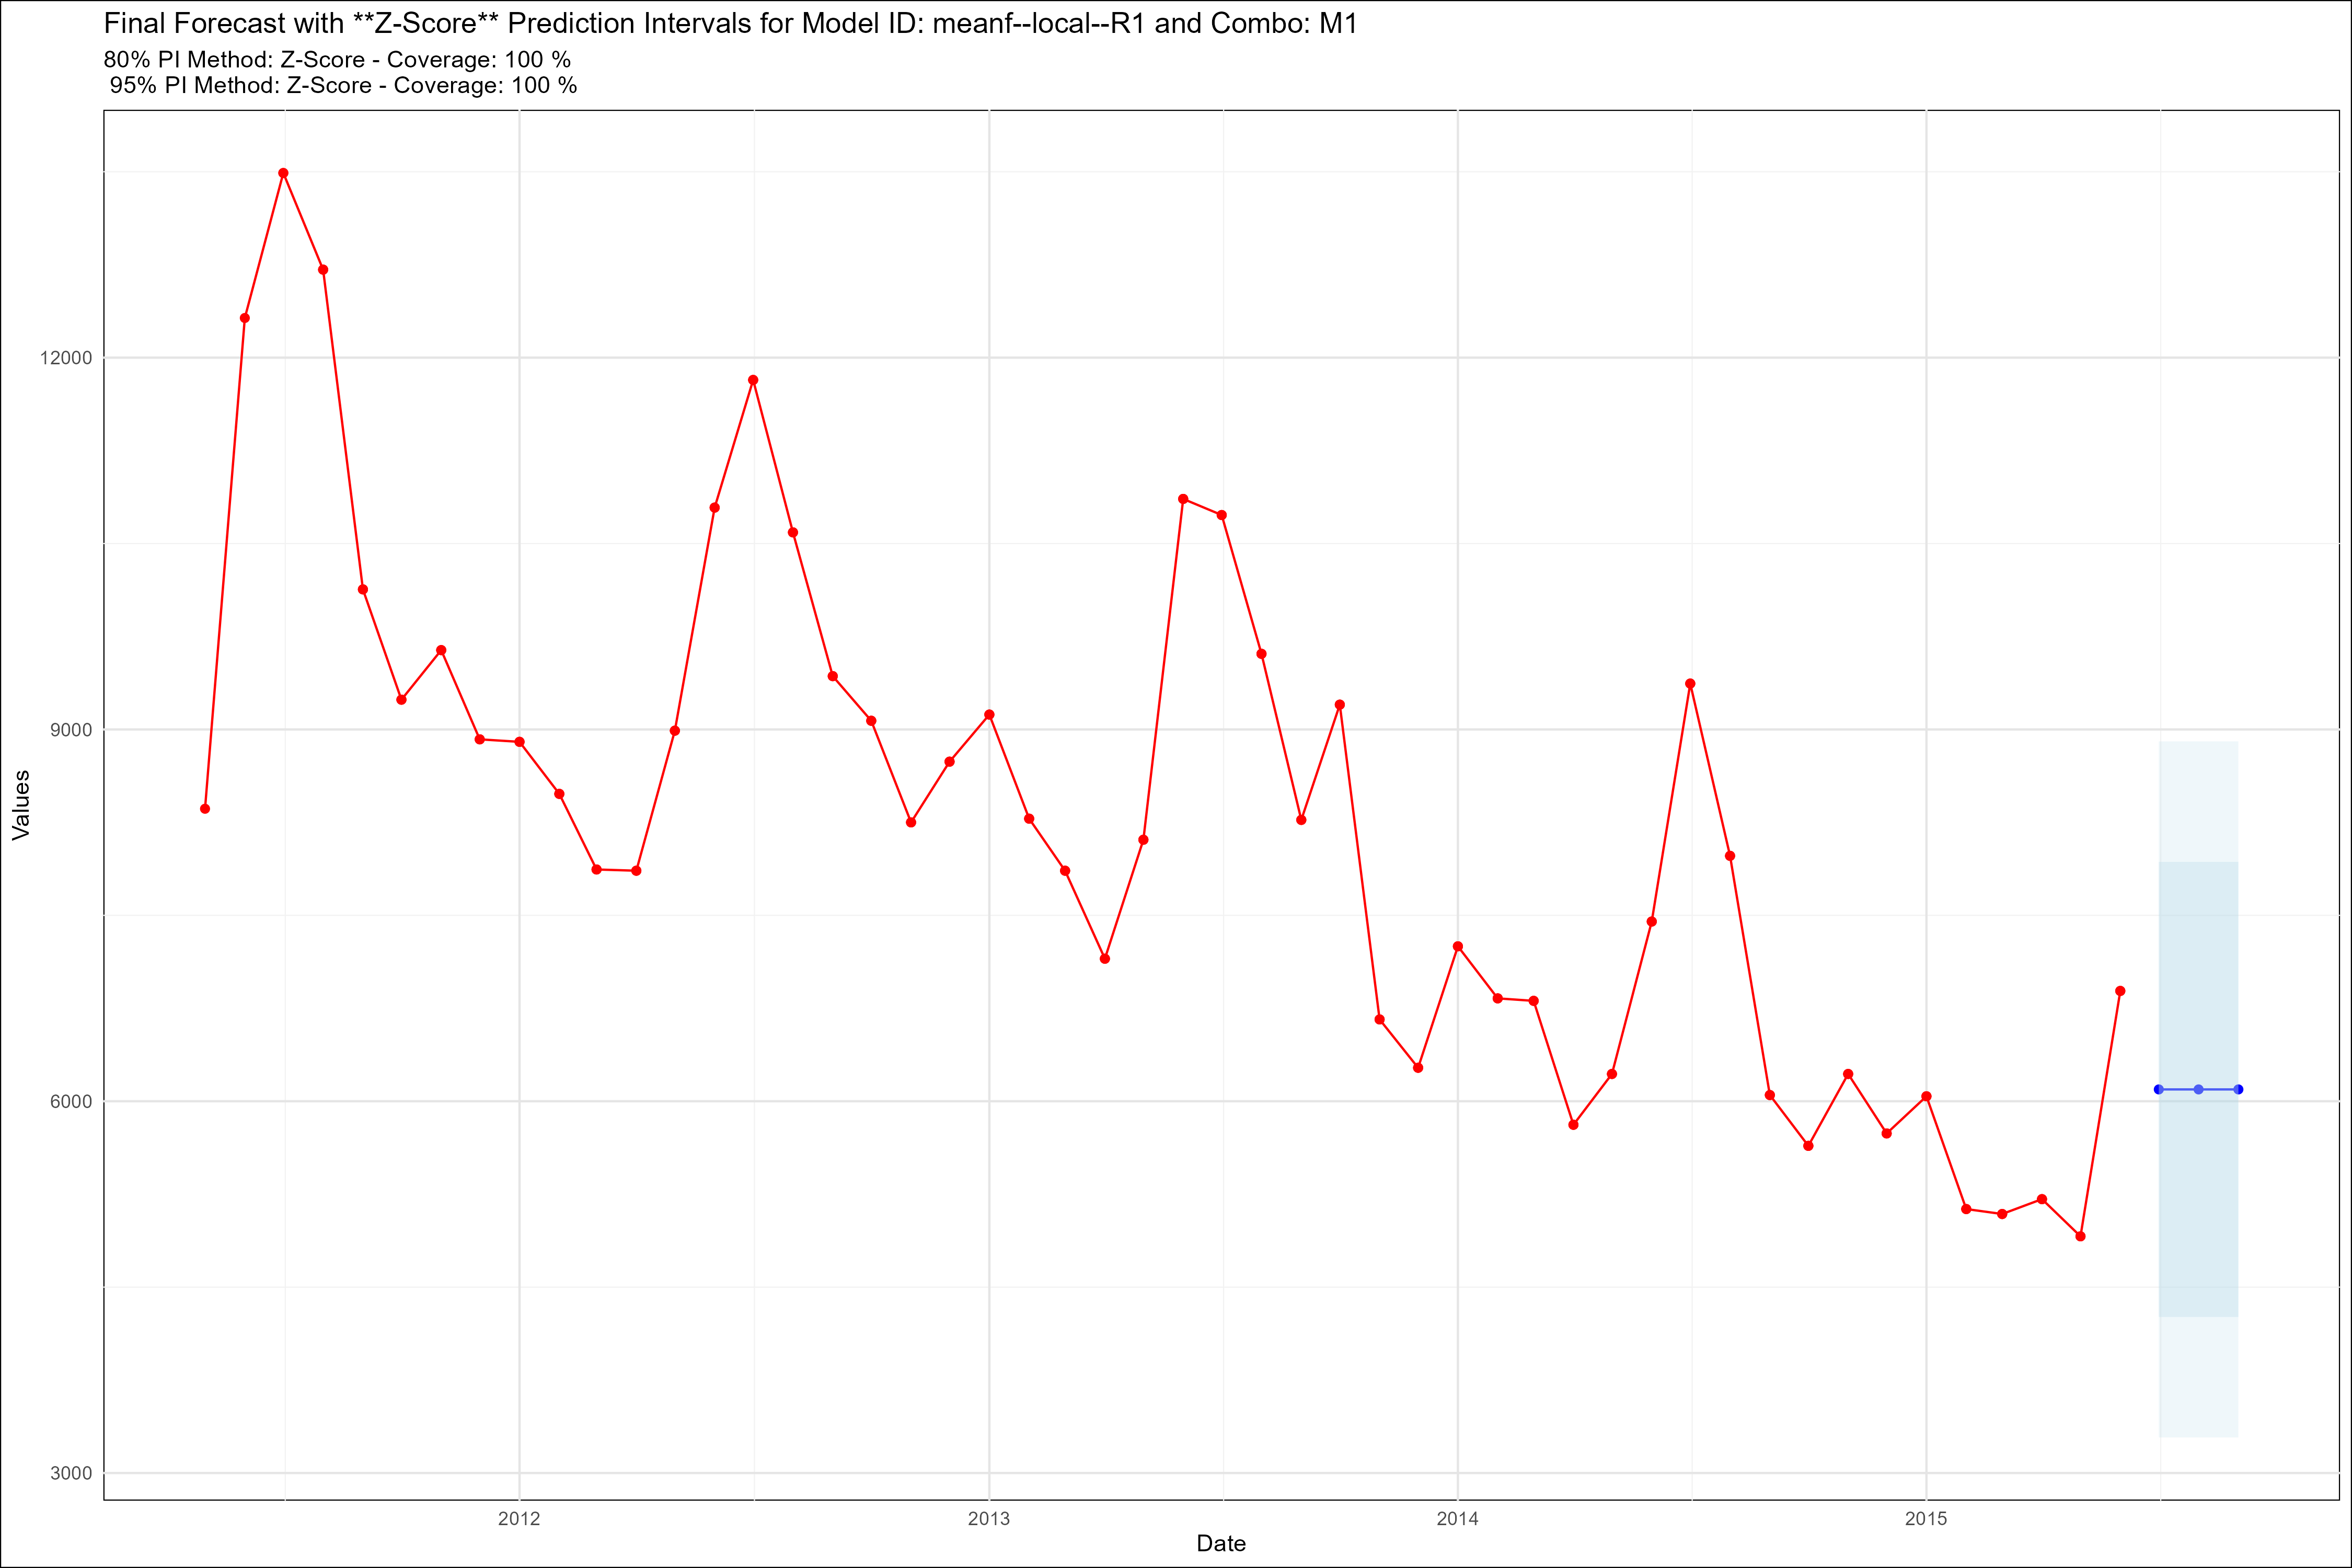 Final Forecast with **Z-Score** Prediction Intervals for Model ID: meanf--local--R1 and Combo: M1
80% PI Method: Z-Score - Coverage: 100 %
95% PI Method: Z-Score - Coverage: 100 %
12000
9000
6000
3000
Values
2012
2013
2014
2015
Date